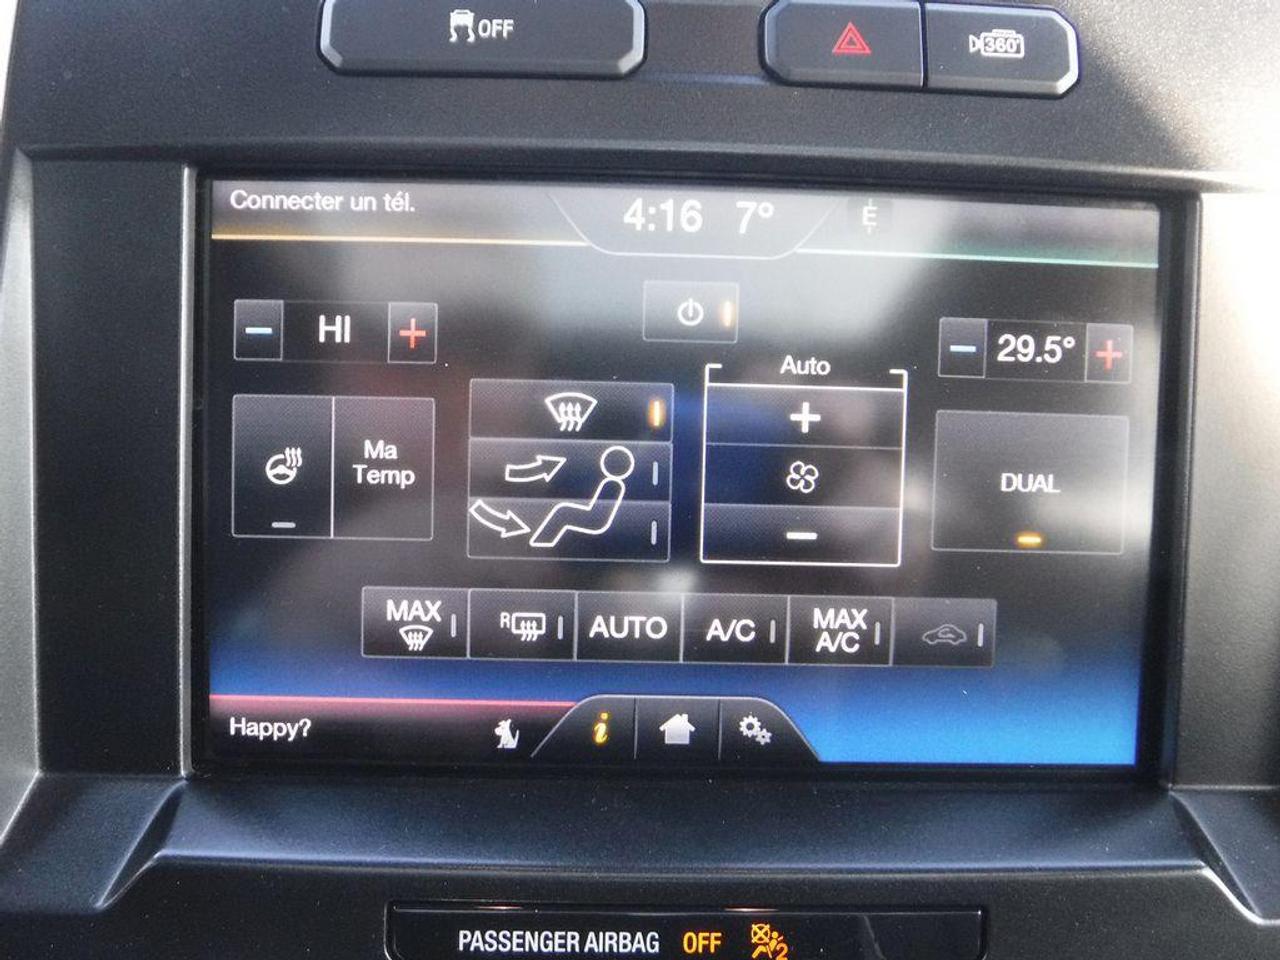 OFF
360°
Connecter un tél.
4:16 7° E
- HI +
- 29.5° +
Auto
+
-
Ma
Temp
DUAL
MAX
R
AUTO
A/C
MAX
A/C
Happy?
i
PASSENGER AIRBAG OFF 2